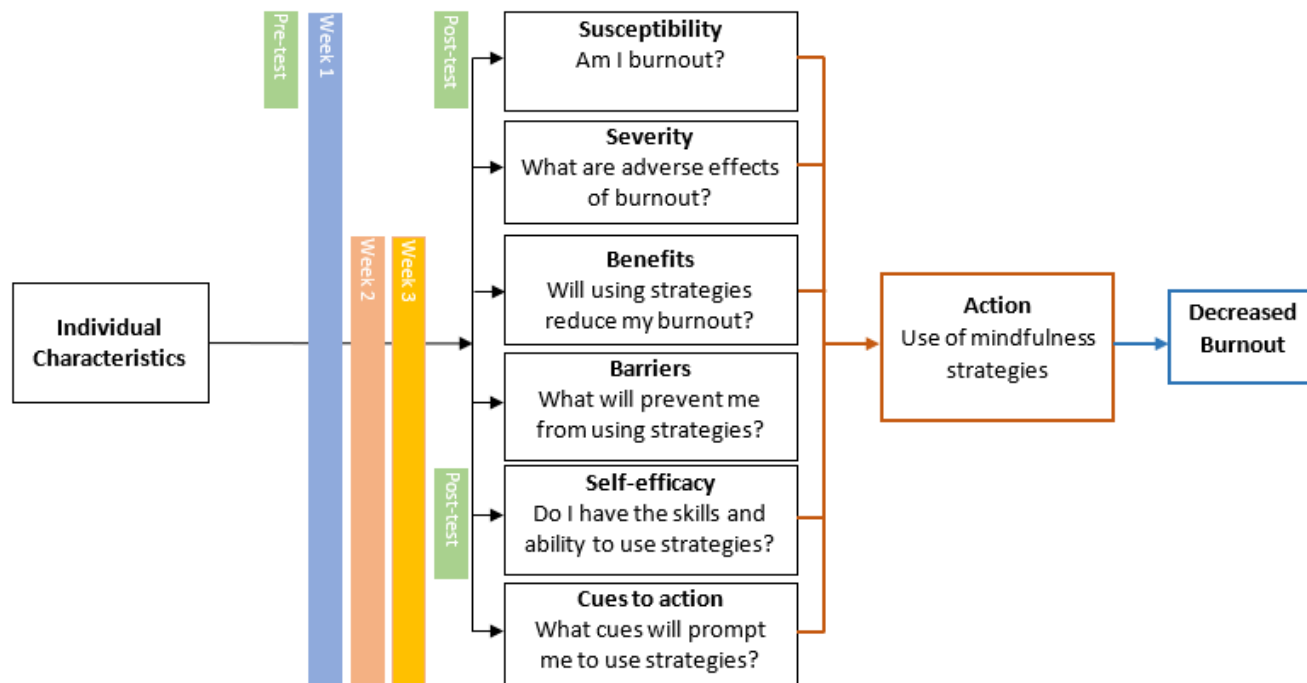 Pre-test
Week 1
Post-test
Susceptibility
Am I burnout?
Severity
What are adverse effects
of burnout?
Week 2
Week 3
Benefits
Will using strategies
reduce my burnout?
Individual
Characteristics
Action
Use of mindfulness
strategies
Decreased
Burnout
Barriers
What will prevent me
from using strategies?
Post-test
Self-efficacy
Do I have the skills and
ability to use strategies?
Cues to action
What cues will prompt
me to use strategies?